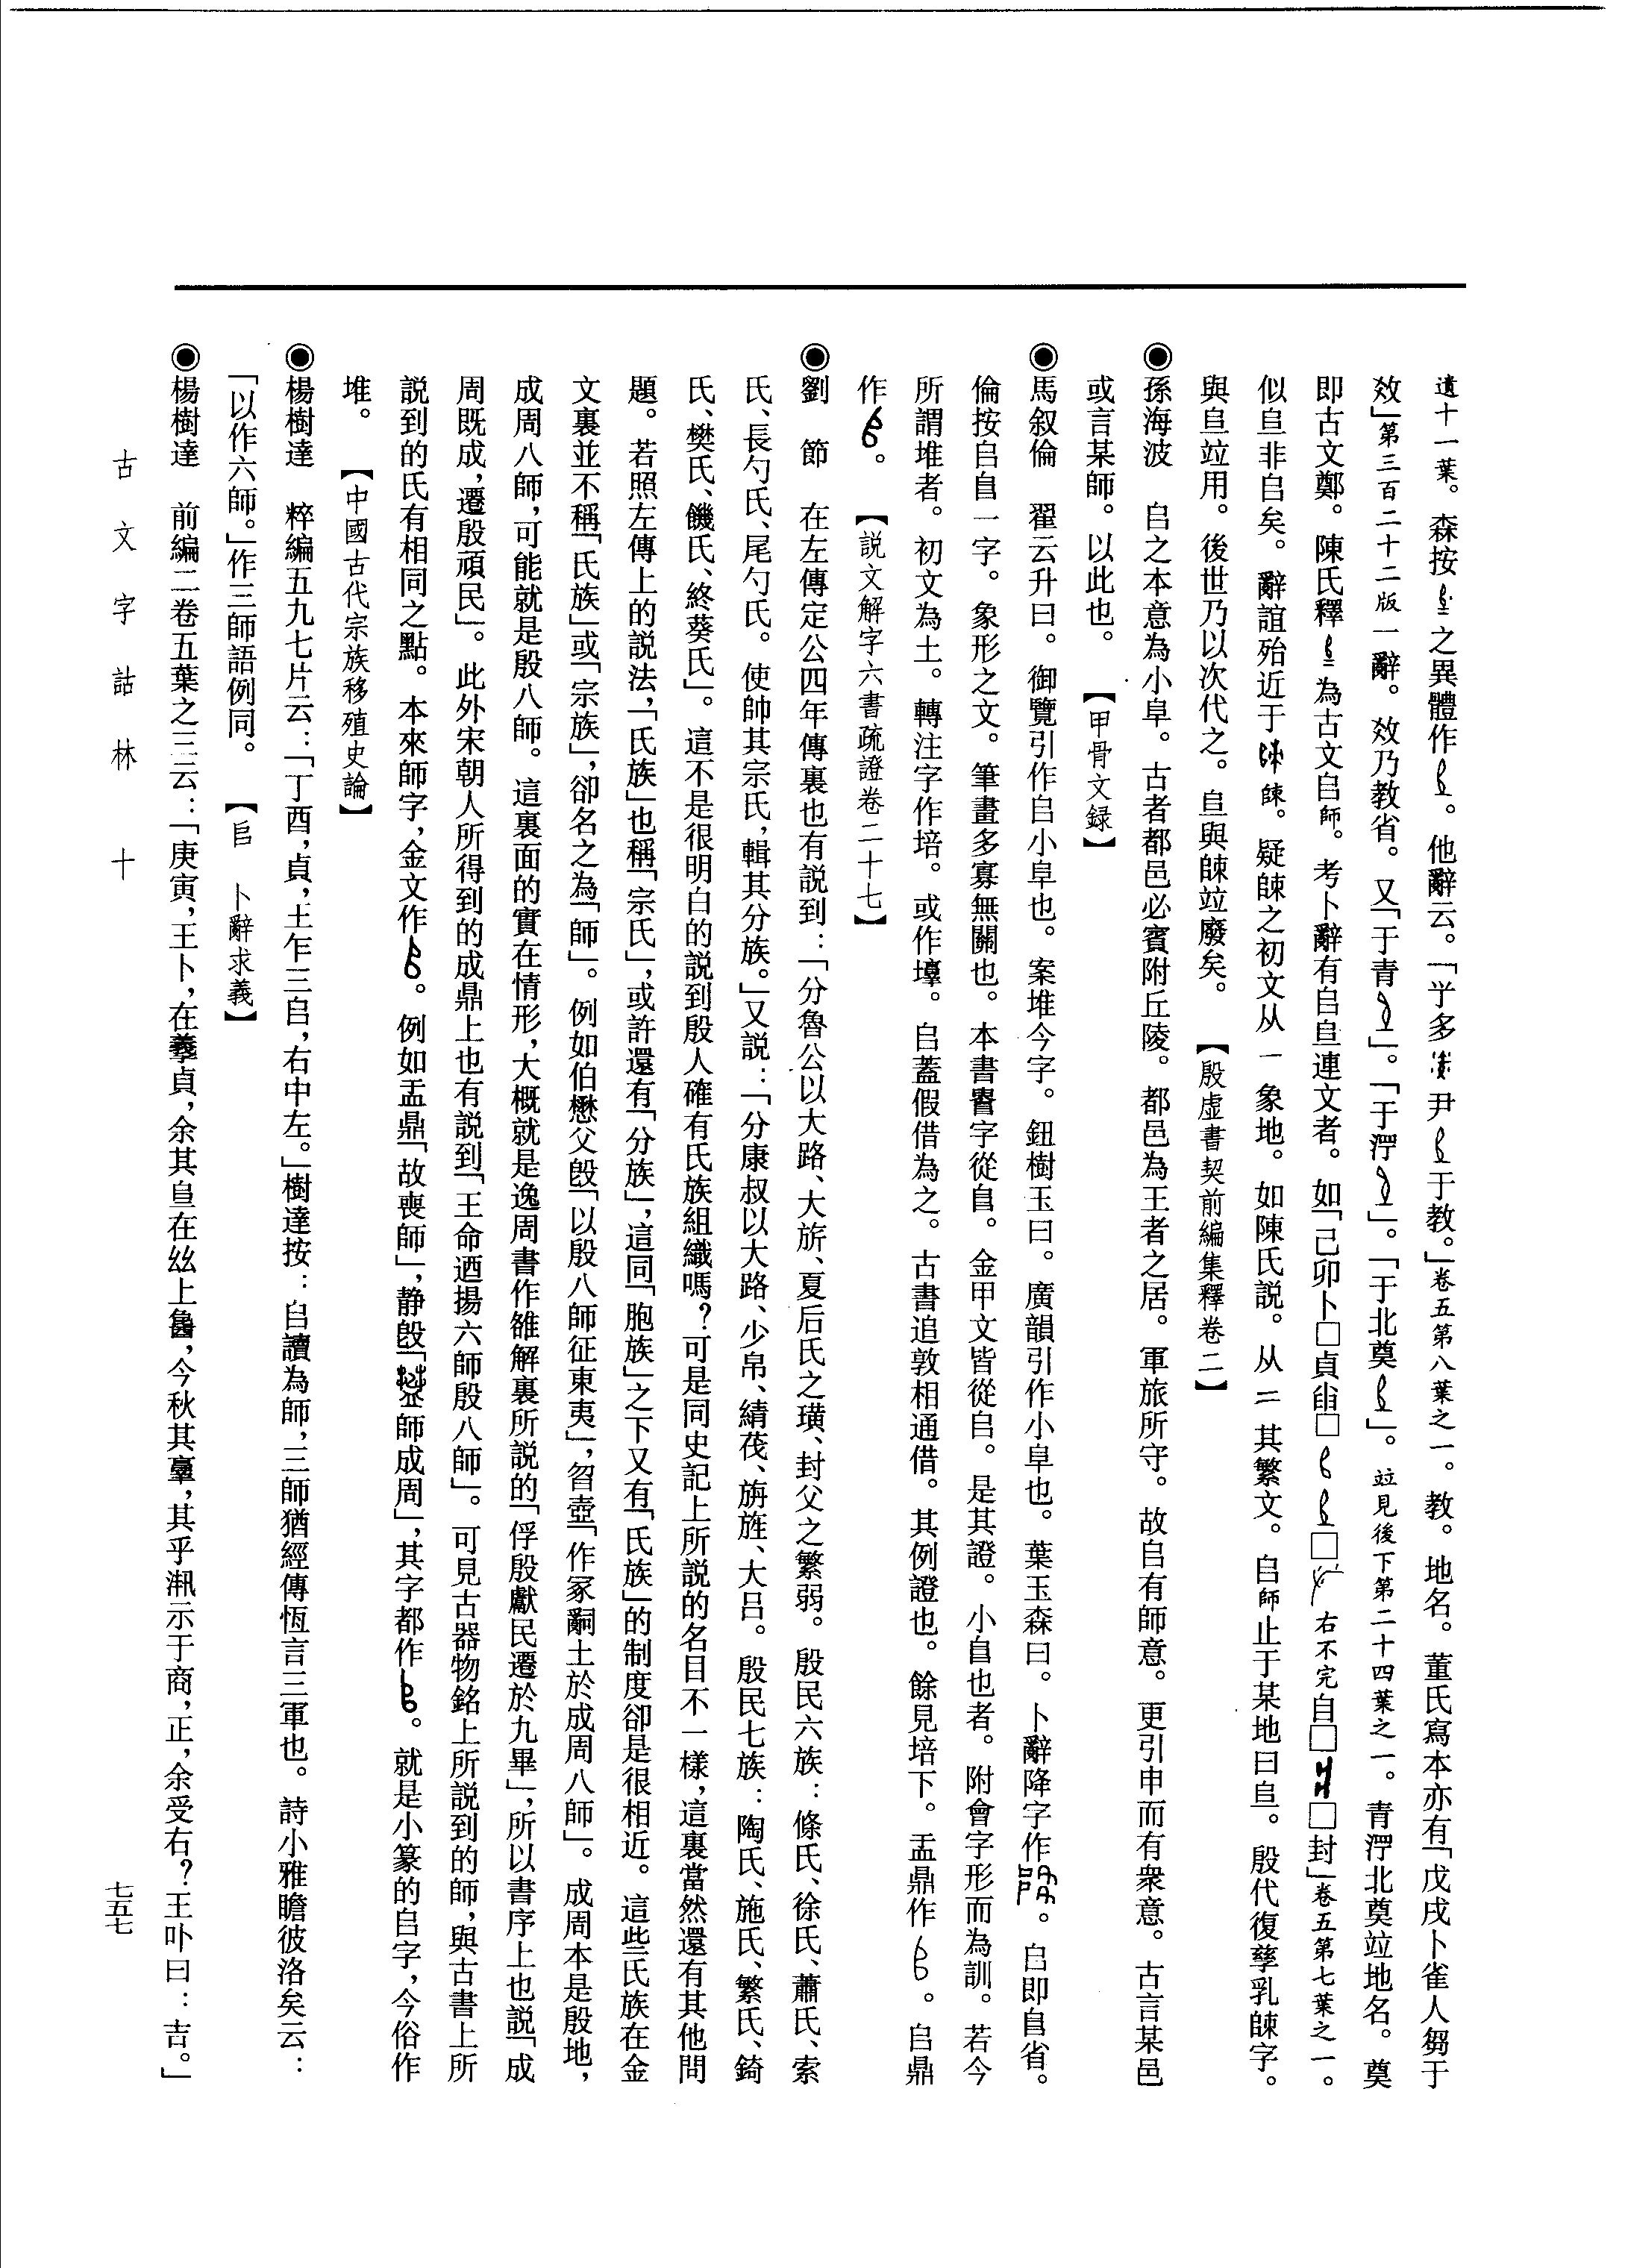 遺十一葉。森按之異體作。他辭云。「乎多尹于教。」卷五第八葉之一。教。地名。董氏寫本亦有「戊戌卜雀人芻于
效」第三百二十二版一辭。效乃教省。又「于青」。「于𣶃」。「于北奠」。竝見後下第二十四葉之一。青北奠竝地名。奠
即古文鄭。陳氏釋為古文𠂤師。考卜辭有𠂤𠂤連文者。如「己卯卜□貞□□右不完自□□封」卷五第七葉之一。
似𠂤非𠂤矣。辭誼殆近于餗。疑餗之初文从一象地。如陳氏說。从二其繁文。𠂤師止于某地曰𠂤。殷代復孳乳餗字。
與𠂤竝用。後世乃以次代之。𠂤與餗竝廢矣。　【殷虛書契前編集釋卷二】
◉孫海波　𠂤之本意為小阜。古者都邑必賓附丘陵。都邑為王者之居。軍旅所守。故𠂤有師意。更引申而有衆意。古言某邑
或言某師。以此也。　【甲骨文録】
◉馬叙倫　翟云升曰。御覽引作𠂤小阜也。案堆今字。鈕樹玉曰。廣韻引作小阜也。葉玉森曰。卜辭降字作。𠂤即𨸏省。
倫按𠂤𨸏一字。象形之文。筆畫多寡無關也。本書𡩟字從𨸏。金甲文皆從𠂤。是其證。小𨸏也者。附會字形而為訓。若今
所謂堆者。初文為土。轉注字作培。或作𡓨。𠂤蓋假借為之。古書追敦相通借。其例證也。餘見培下。盂鼎作。𠂤鼎
作。　【説文解字六書疏證卷二十七】
◉劉　節　在左傳定公四年傳裏也有説到：「分魯公以大路、大旂、夏后氏之璜、封父之繁弱。殷民六族：條氏、徐氏、蕭氏、索
氏、長勺氏、尾勺氏。使帥其宗氏，輯其分族。」又説：「分康叔以大路、少帛、綪茷、旃旌、大吕。殷民七族：陶氏、施氏、繁氏、錡
氏、樊氏、饑氏、終葵氏」。這不是很明白的説到殷人確有氏族組織嗎？可是同史記上所説的名目不一樣，這裏當然還有其他問
題。若照左傳上的説法，「氏族」也稱「宗氏」，或許還有「分族」，這同「胞族」之下又有「氏族」的制度卻是很相近。這些氏族在金
文裏並不稱「氏族」或「宗族」，卻名之為「師」。例如伯懋父𣪘「以殷八師征東夷」，曶壺「作冢𤔲土於成周八師」。成周本是殷地，
成周八師，可能就是殷八師。這裏面的實在情形，大概就是逸周書作雒解裏所説的「俘殷獻民遷於九畢」，所以書序上也説「成
周既成，遷殷頑民」。此外宋朝人所得到的成鼎上也有説到「王命迺揚六師殷八師」。可見古器物銘上所説到的師，與古書上所
説到的氏有相同之點。本來師字，金文作。例如盂鼎「故喪師」，静𣪘「師成周」，其字都作。就是小篆的𠂤字，今俗作
堆。　【中國古代宗族移殖史論】
◉楊樹達　粹編五九七片云：「丁酉，貞，王乍三𠂤，右中左。」樹達按：𠂤讀為師，三師猶經傳恆言三軍也。詩小雅瞻彼洛矣云：
「以作六師。」作三師語例同。　【𠂤　卜辭求義】
◉楊樹達　前編二卷五葉之三云：「庚寅，王卜，在貞，余其𠂤在𢆶上，今秋其𦎫，其乎示于商，正，余受右？王卟曰：吉。」
古文字詁林　十
七五七